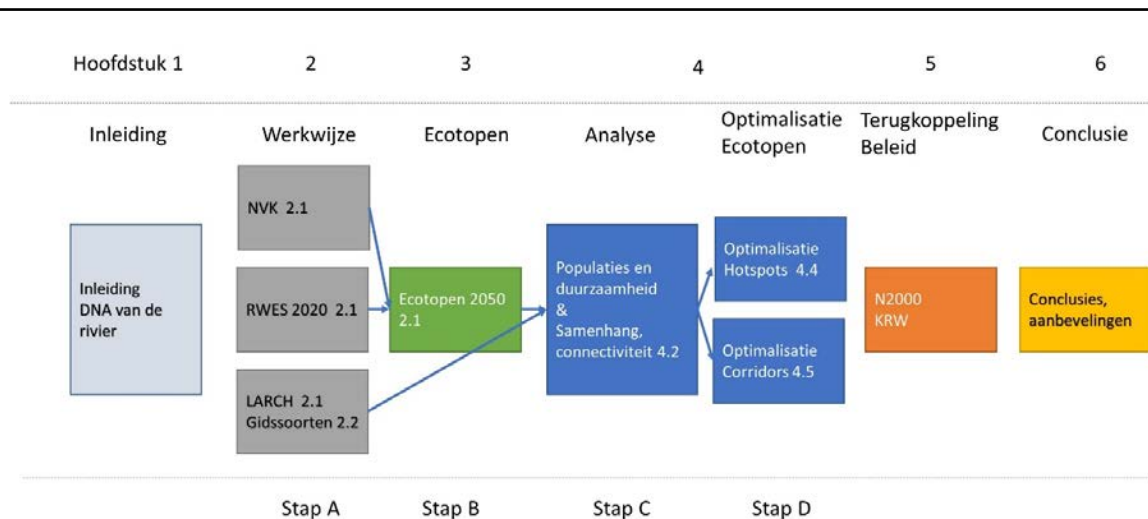 Hoofdstuk 1
2
3
4
5
6
Inleiding
Werkwijze
Ecotopen
Analyse
Optimalisatie
Ecotopen
Terugkoppeling
Beleid
Conclusie
Inleiding
DNA van de
rivier
NVK 2.1
RWES 2020 2.1
LARCH 2.1
Gidssoorten 2.2
Ecotopen 2050
2.1
Populaties en
duurzaamheid
&
Samenhang,
connectiviteit 4.2
Optimalisatie
Hotspots 4.4
Optimalisatie
Corridors 4.5
N2000
KRW
Conclusies,
aanbevelingen
Stap A
Stap B
Stap C
Stap D